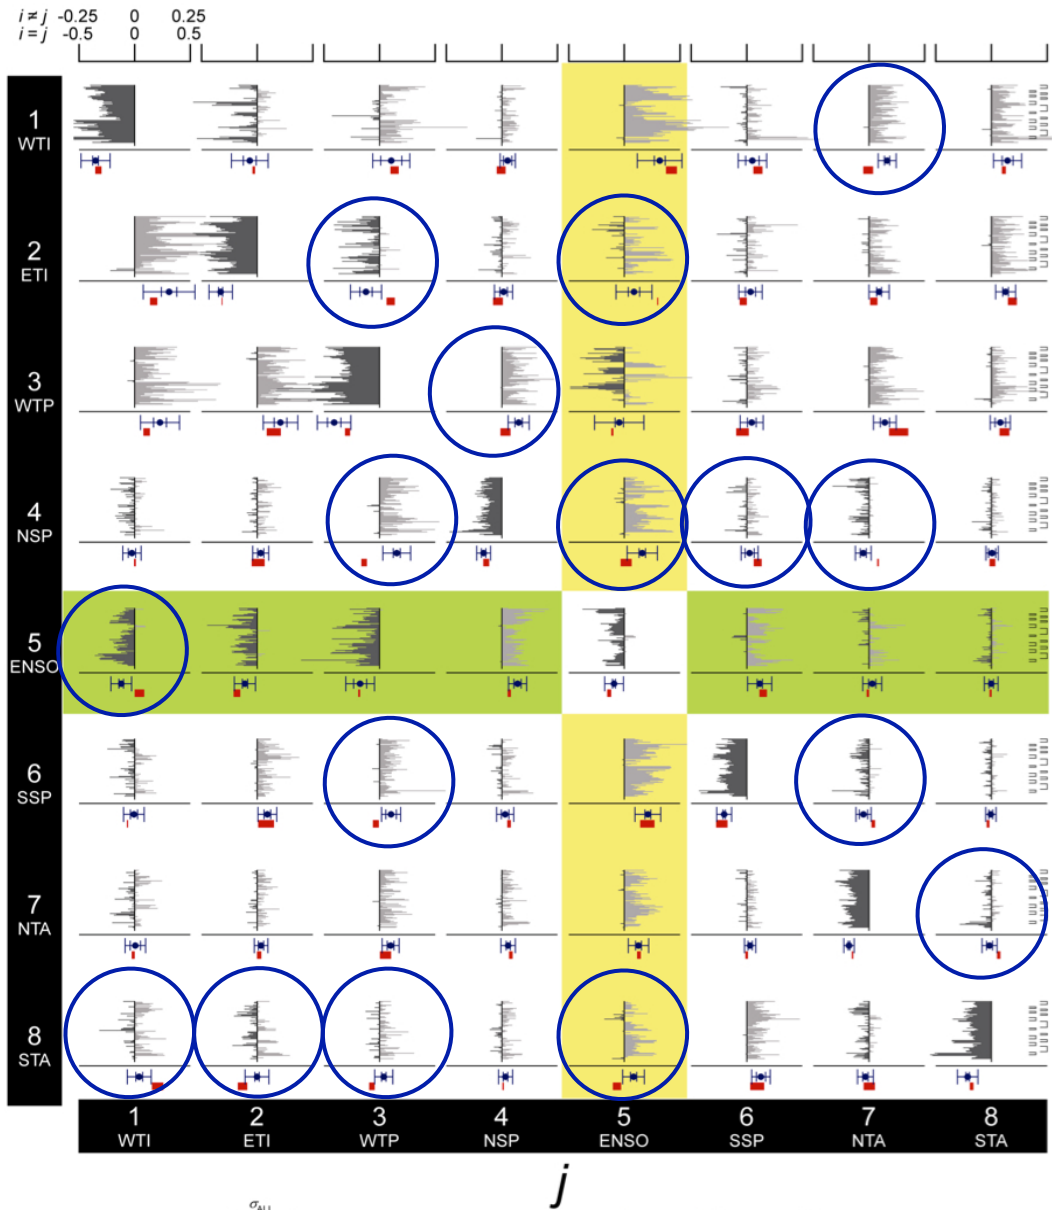 i ≠ j -0.25 0 0.25
i = j -0.5 0 0.5
1
WTI
2
ETI
3
WTP
4
NSP
5
ENSO
6
SSP
7
NTA
8
STA
1 2 3 4 5 6 7 8
WTI ETI WTP NSP ENSO SSP NTA STA
j
σALL